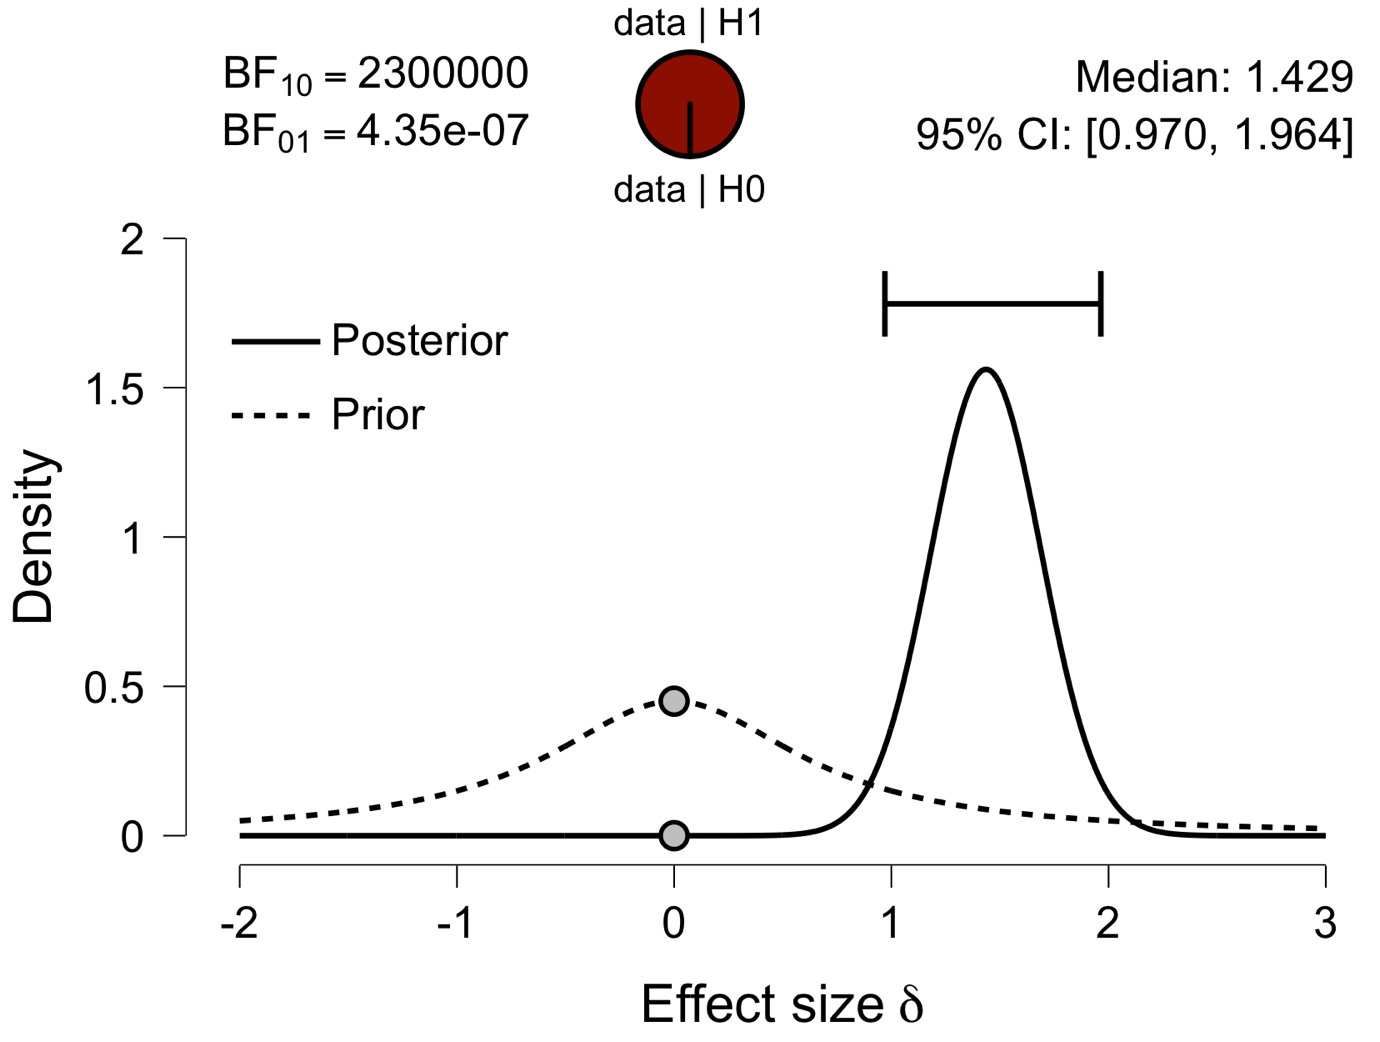 data | H1
BF10 = 2300000
BF01 = 4.35e-07
Median: 1.429
95% CI: [0.970, 1.964]
data | H0
2
1.5
1
0.5
0
Posterior
Prior
Density
-2 -1 0 1 2 3
Effect size δ